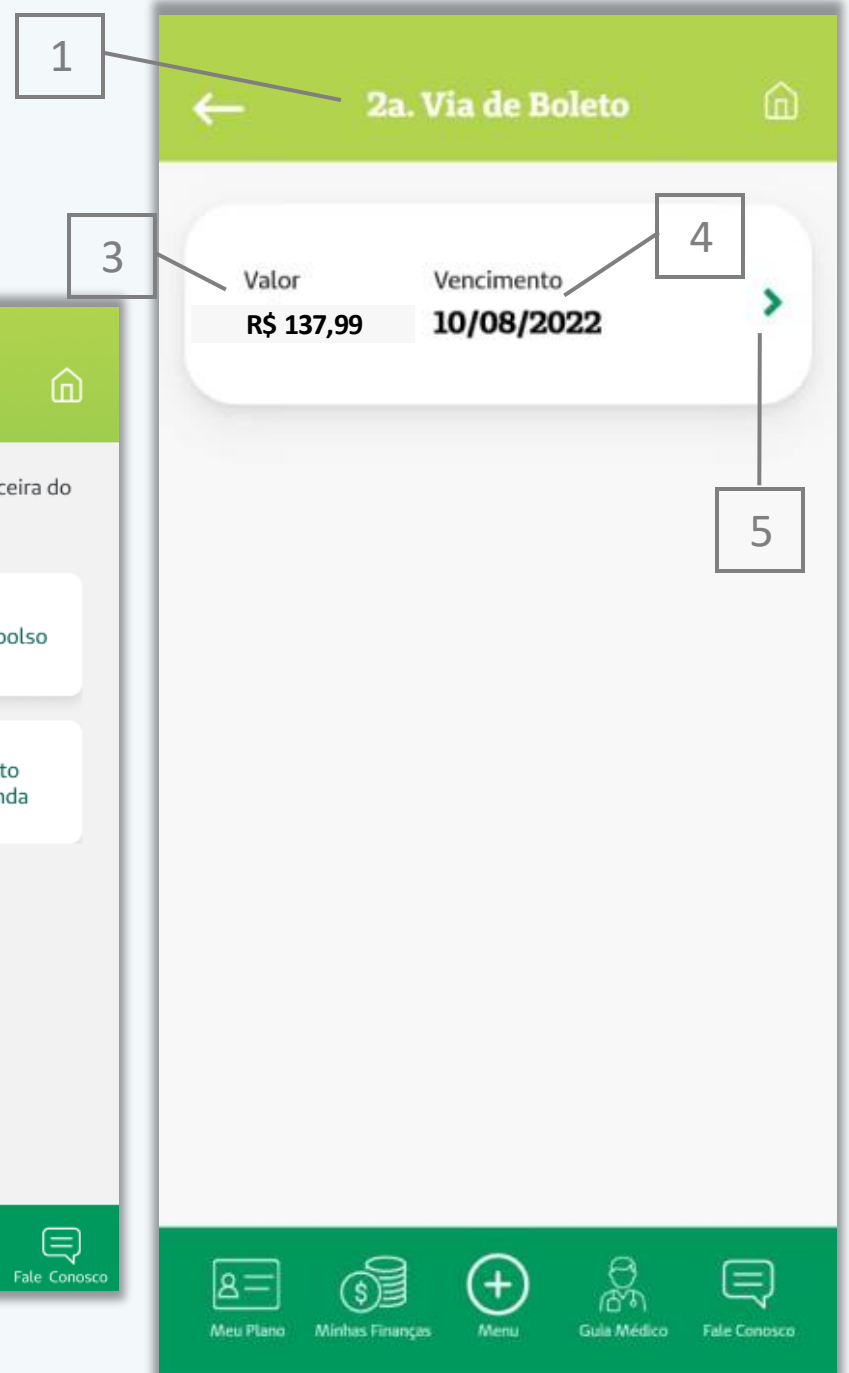 1
2a. Via de Boleto
3
4
Valor
Vencimento
R$ 137,99
10/08/2022
5
ceira do
bolso
to
nda
Fale Conosco
Meu Plano
Minhas Finanças
Menu
Guia Médico
Fale Conosco